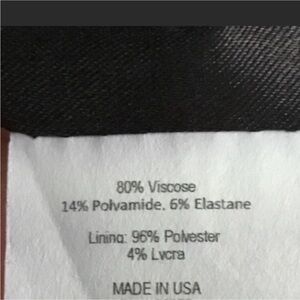 80% Viscose
14% Polyamide, 6% Elastane
Lining: 96% Polyester
4% Lycra
MADE IN USA